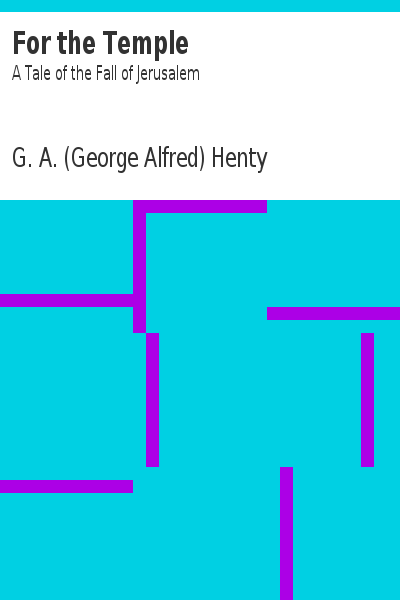 For the Temple
A Tale of the Fall of Jerusalem
G. A. (George Alfred) Henty